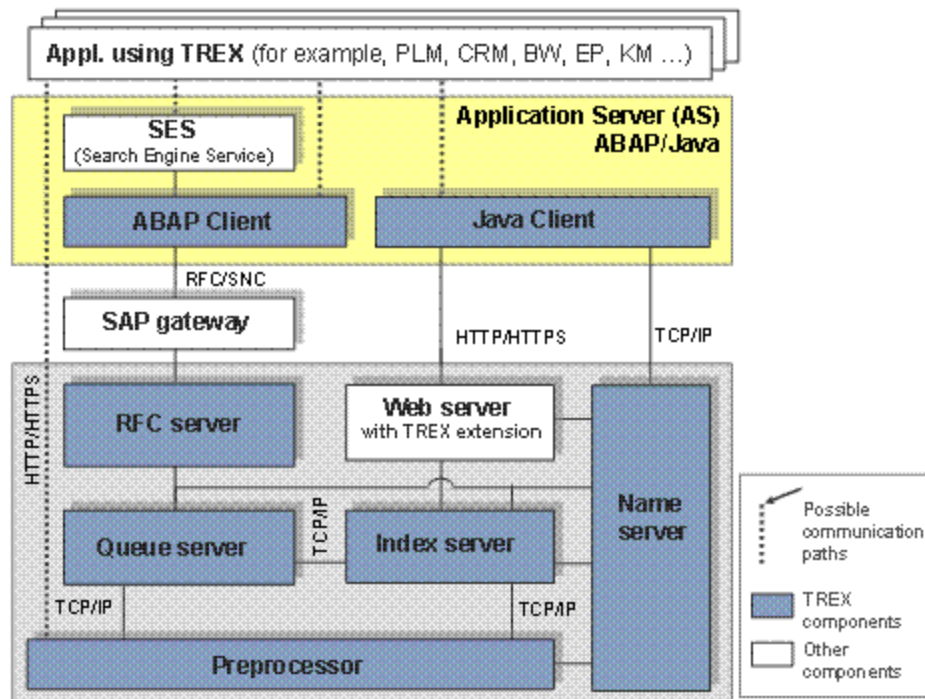 Appl. using TREX (for example, PLM, CRM, BW, EP, KM ...)
Application Server (AS)
ABAP/Java
SES
(Search Engine Service)
ABAP Client
Java Client
RFC/SNC
SAP gateway
HTTP/HTTPS
TCP/IP
HTTP/HTTPS
RFC server
Web server
with TREX extension
Name
server
Queue server
TCP/IP
Index server
TCP/IP
TCP/IP
Preprocessor
Possible
communication
paths
TREX
components
Other
components